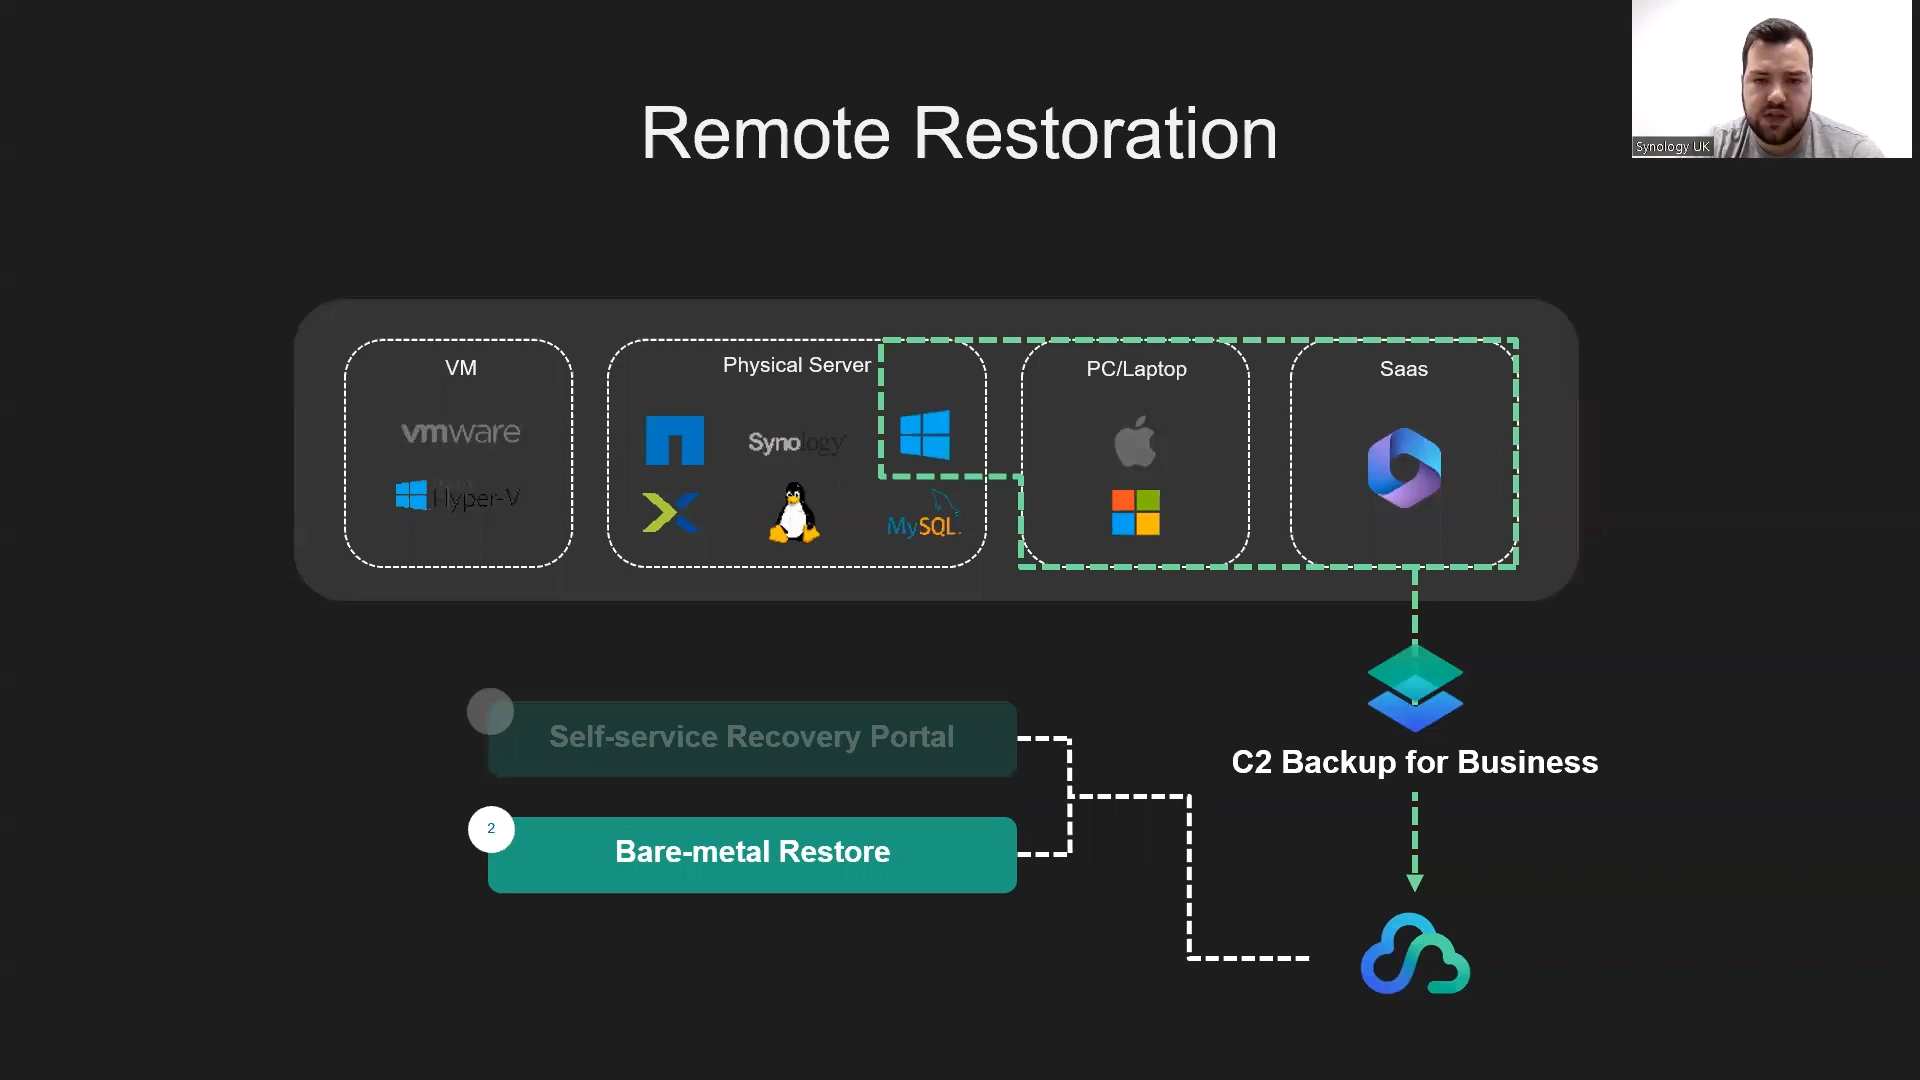 Remote Restoration
Synology UK
VM
Physical Server
PC/Laptop
Saas
vmware
Synology
Hyper-V
MySQL
Self-service Recovery Portal
C2 Backup for Business
2
Bare-metal Restore